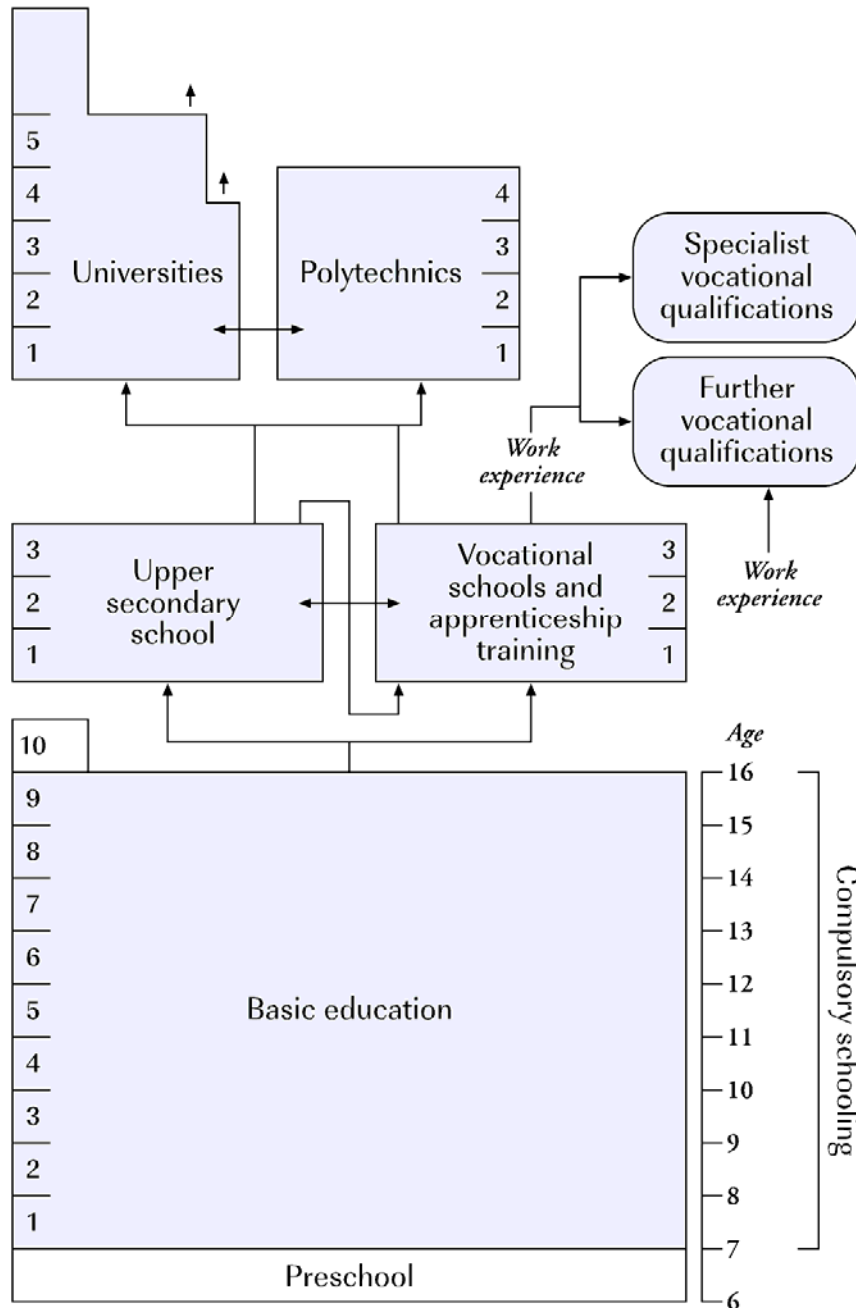 5
4
3
2
1
Universities
Polytechnics
4
3
2
1
Specialist
vocational
qualifications
Further
vocational
qualifications
Work
experience
Work
experience
3
2
1
Upper
secondary
school
Vocational
schools and
apprenticeship
training
3
2
1
10
9
8
7
6
5
4
3
2
1
Basic education
Preschool
Age
16
15
14
13
12
11
10
9
8
7
6
Compulsory schooling